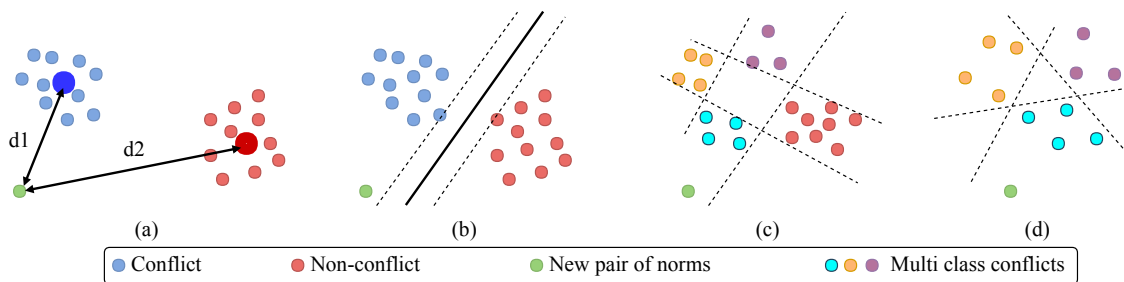 d1
d2
(a) (b) (c) (d)
Conflict Non-conflict New pair of norms Multi class conflicts